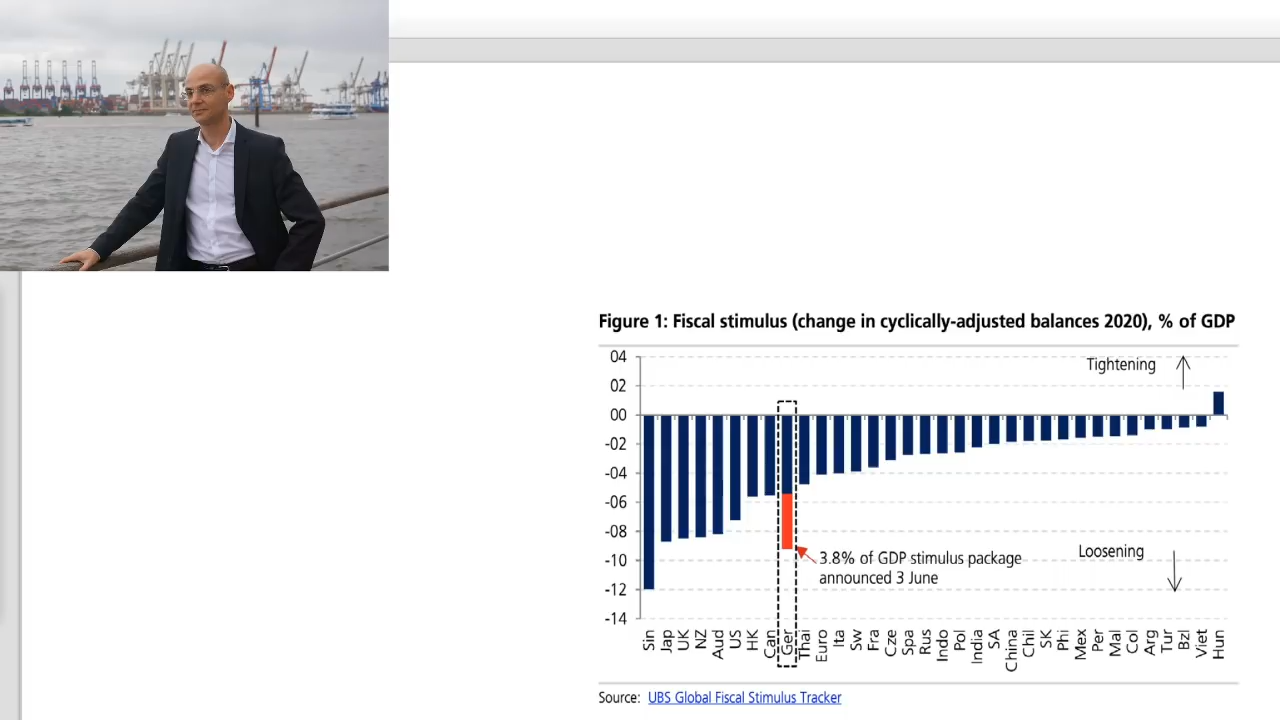 Figure 1: Fiscal stimulus (change in cyclically-adjusted balances 2020), % of GDP
04
02
00
-02
-04
-06
-08
-10
-12
-14
Tightening
Loosening
3.8% of GDP stimulus package
announced 3 June
Sin
Jap
UK
NZ
Aud
US
HK
Can
Ger
Thai
Euro
Ita
Sw
Fra
Cze
Spa
Rus
Indo
Pol
India
SA
China
Chil
SK
Phi
Mex
Per
Mal
Col
Arg
Tur
Bzl
Viet
Hun
Source: UBS Global Fiscal Stimulus Tracker